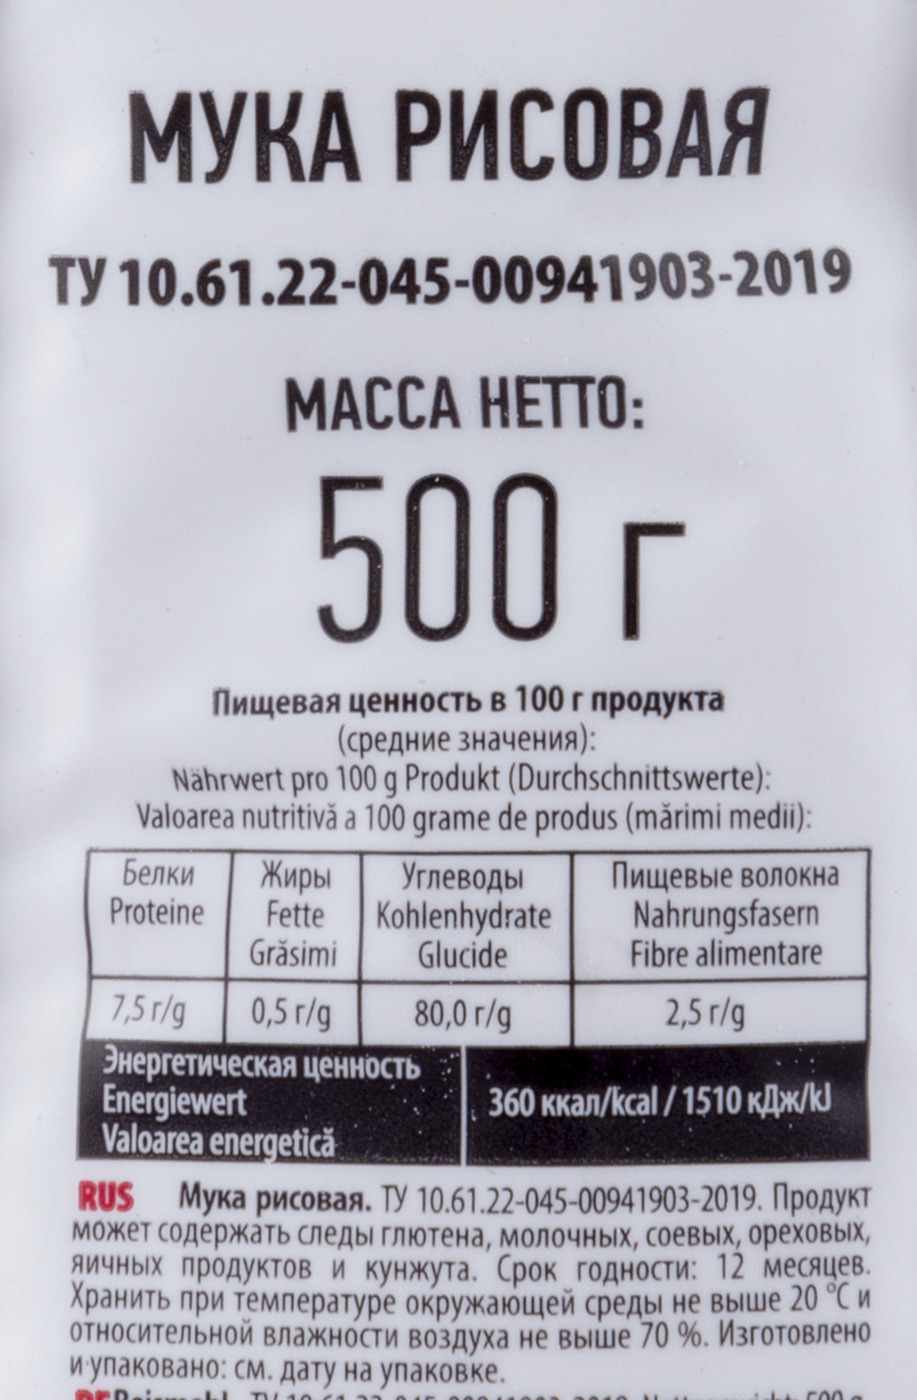 МУКА РИСОВАЯ
ТУ 10.61.22-045-00941903-2019
МАССА НЕТТО:
500 г
Пищевая ценность в 100 г продукта
(средние значения):
Nährwert pro 100 g Produkt (Durchschnittswerte):
Valoarea nutritivă a 100 grame de produs (mărimi medii):
Белки Жиры Углеводы Пищевые волокна
Proteine Fette Kohlenhydrate Nahrungsfasern
Grăsimi Glucide Fibre alimentare
7,5 г/g 0,5 г/g 80,0 г/g 2,5 г/g
Энергетическая ценность
Energiewert 360 ккал/kcal / 1510 кДж/kJ
Valoarea energetică
RUS Мука рисовая. ТУ 10.61.22-045-00941903-2019. Продукт
может содержать следы глютена, молочных, соевых, ореховых,
яичных продуктов и кунжута. Срок годности: 12 месяцев.
Хранить при температуре окружающей среды не выше 20 °С и
относительной влажности воздуха не выше 70 %. Изготовлено
и упаковано: см. дату на упаковке.